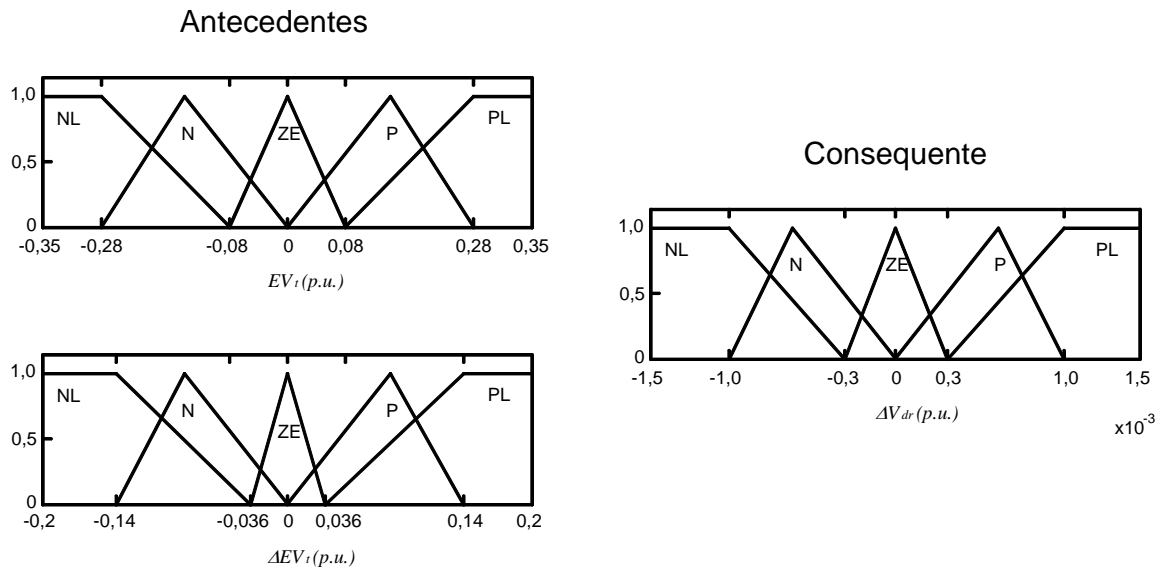 Antecedentes
1,0
0,5
0
NL
N
ZE
P
PL
-0,35 -0,28 -0,08 0 0,08 0,28 0,35
EVt (p.u.)
1,0
0,5
0
NL
N
ZE
P
PL
-0,2 -0,14 -0,036 0 0,036 0,14 0,2
ΔEVt (p.u.)
Consequente
1,0
0,5
0
NL
N
ZE
P
PL
-1,5 -1,0 -0,3 0 0,3 1,0 1,5
ΔVdr (p.u.)
x10-3